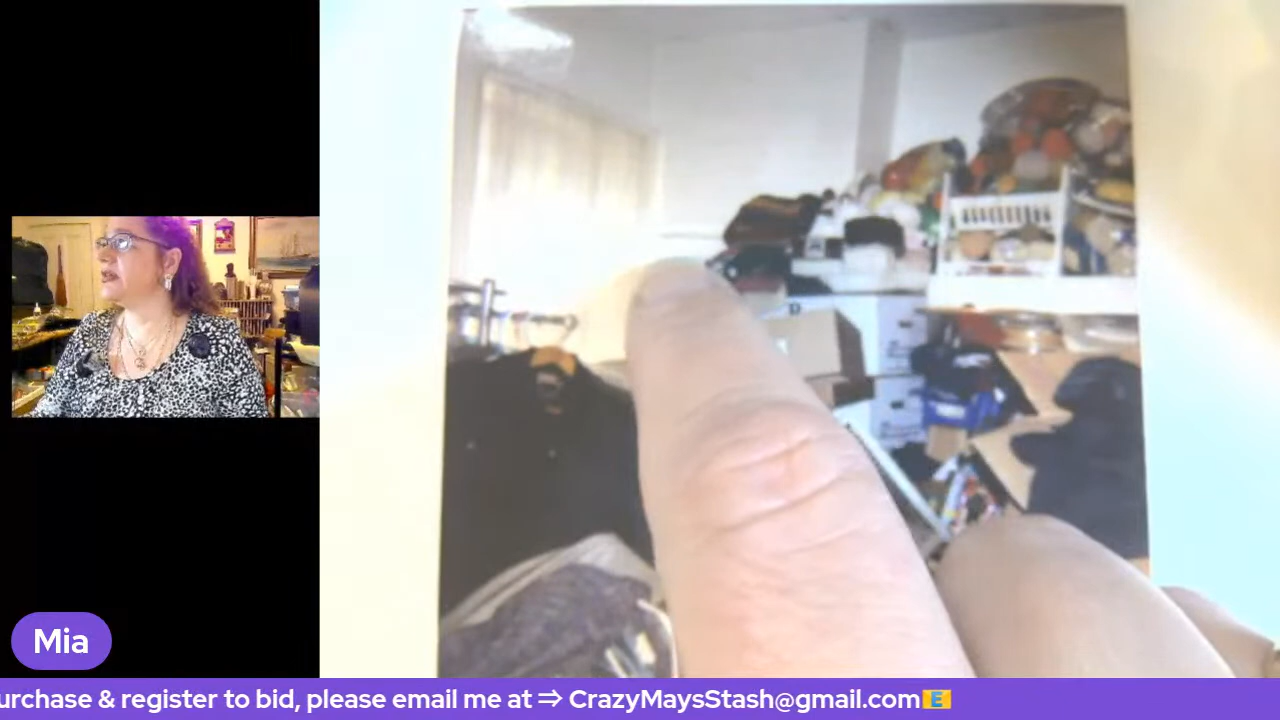 Mia
urchase & register to bid, please email me at ⇒ CrazyMaysStash@gmail.com📧